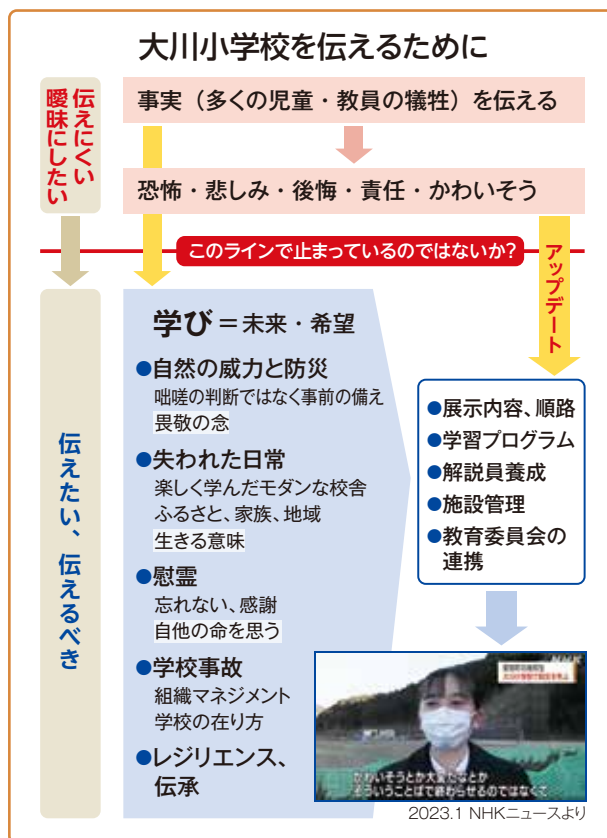 大川小学校を伝えるために
伝えにくい
曖昧にしたい
事実（多くの児童・教員の犠牲）を伝える
恐怖・悲しみ・後悔・責任・かわいそう
このラインで止まっているのではないか？
アップデート
伝えたい、伝えるべき
学び＝未来・希望
●自然の威力と防災
咄嗟の判断ではなく事前の備え
畏敬の念
●失われた日常
楽しく学んだモダンな校舎
ふるさと、家族、地域
生きる意味
●慰霊
忘れない、感謝
自他の命を思う
●学校事故
組織マネジメント
学校の在り方
●レジリエンス、
伝承
●展示内容、順路
●学習プログラム
●解説員養成
●施設管理
●教育委員会の
連携
かわいそうとか大変だなとか
そういうことばで終わらせるのではなくて
2023.1 NHKニュースより